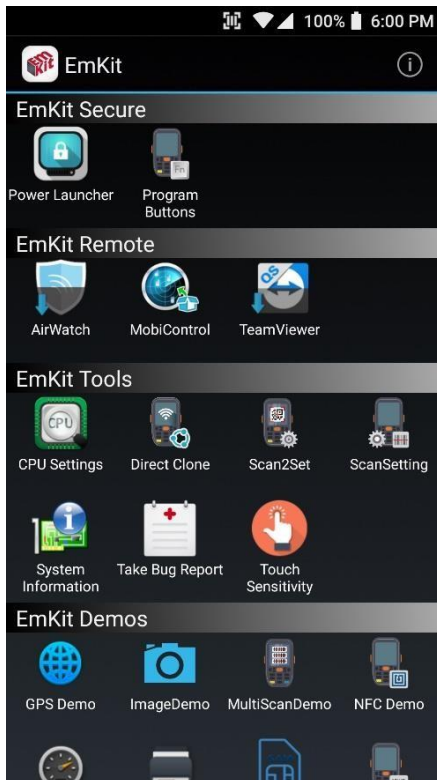 100% 6:00 PM
EmKit
EmKit Secure
Power Launcher Program
Buttons
EmKit Remote
AirWatch MobiControl TeamViewer
EmKit Tools
CPU Settings Direct Clone Scan2Set ScanSetting
System
Information Take Bug Report Touch
Sensitivity
EmKit Demos
GPS Demo ImageDemo MultiScanDemo NFC Demo